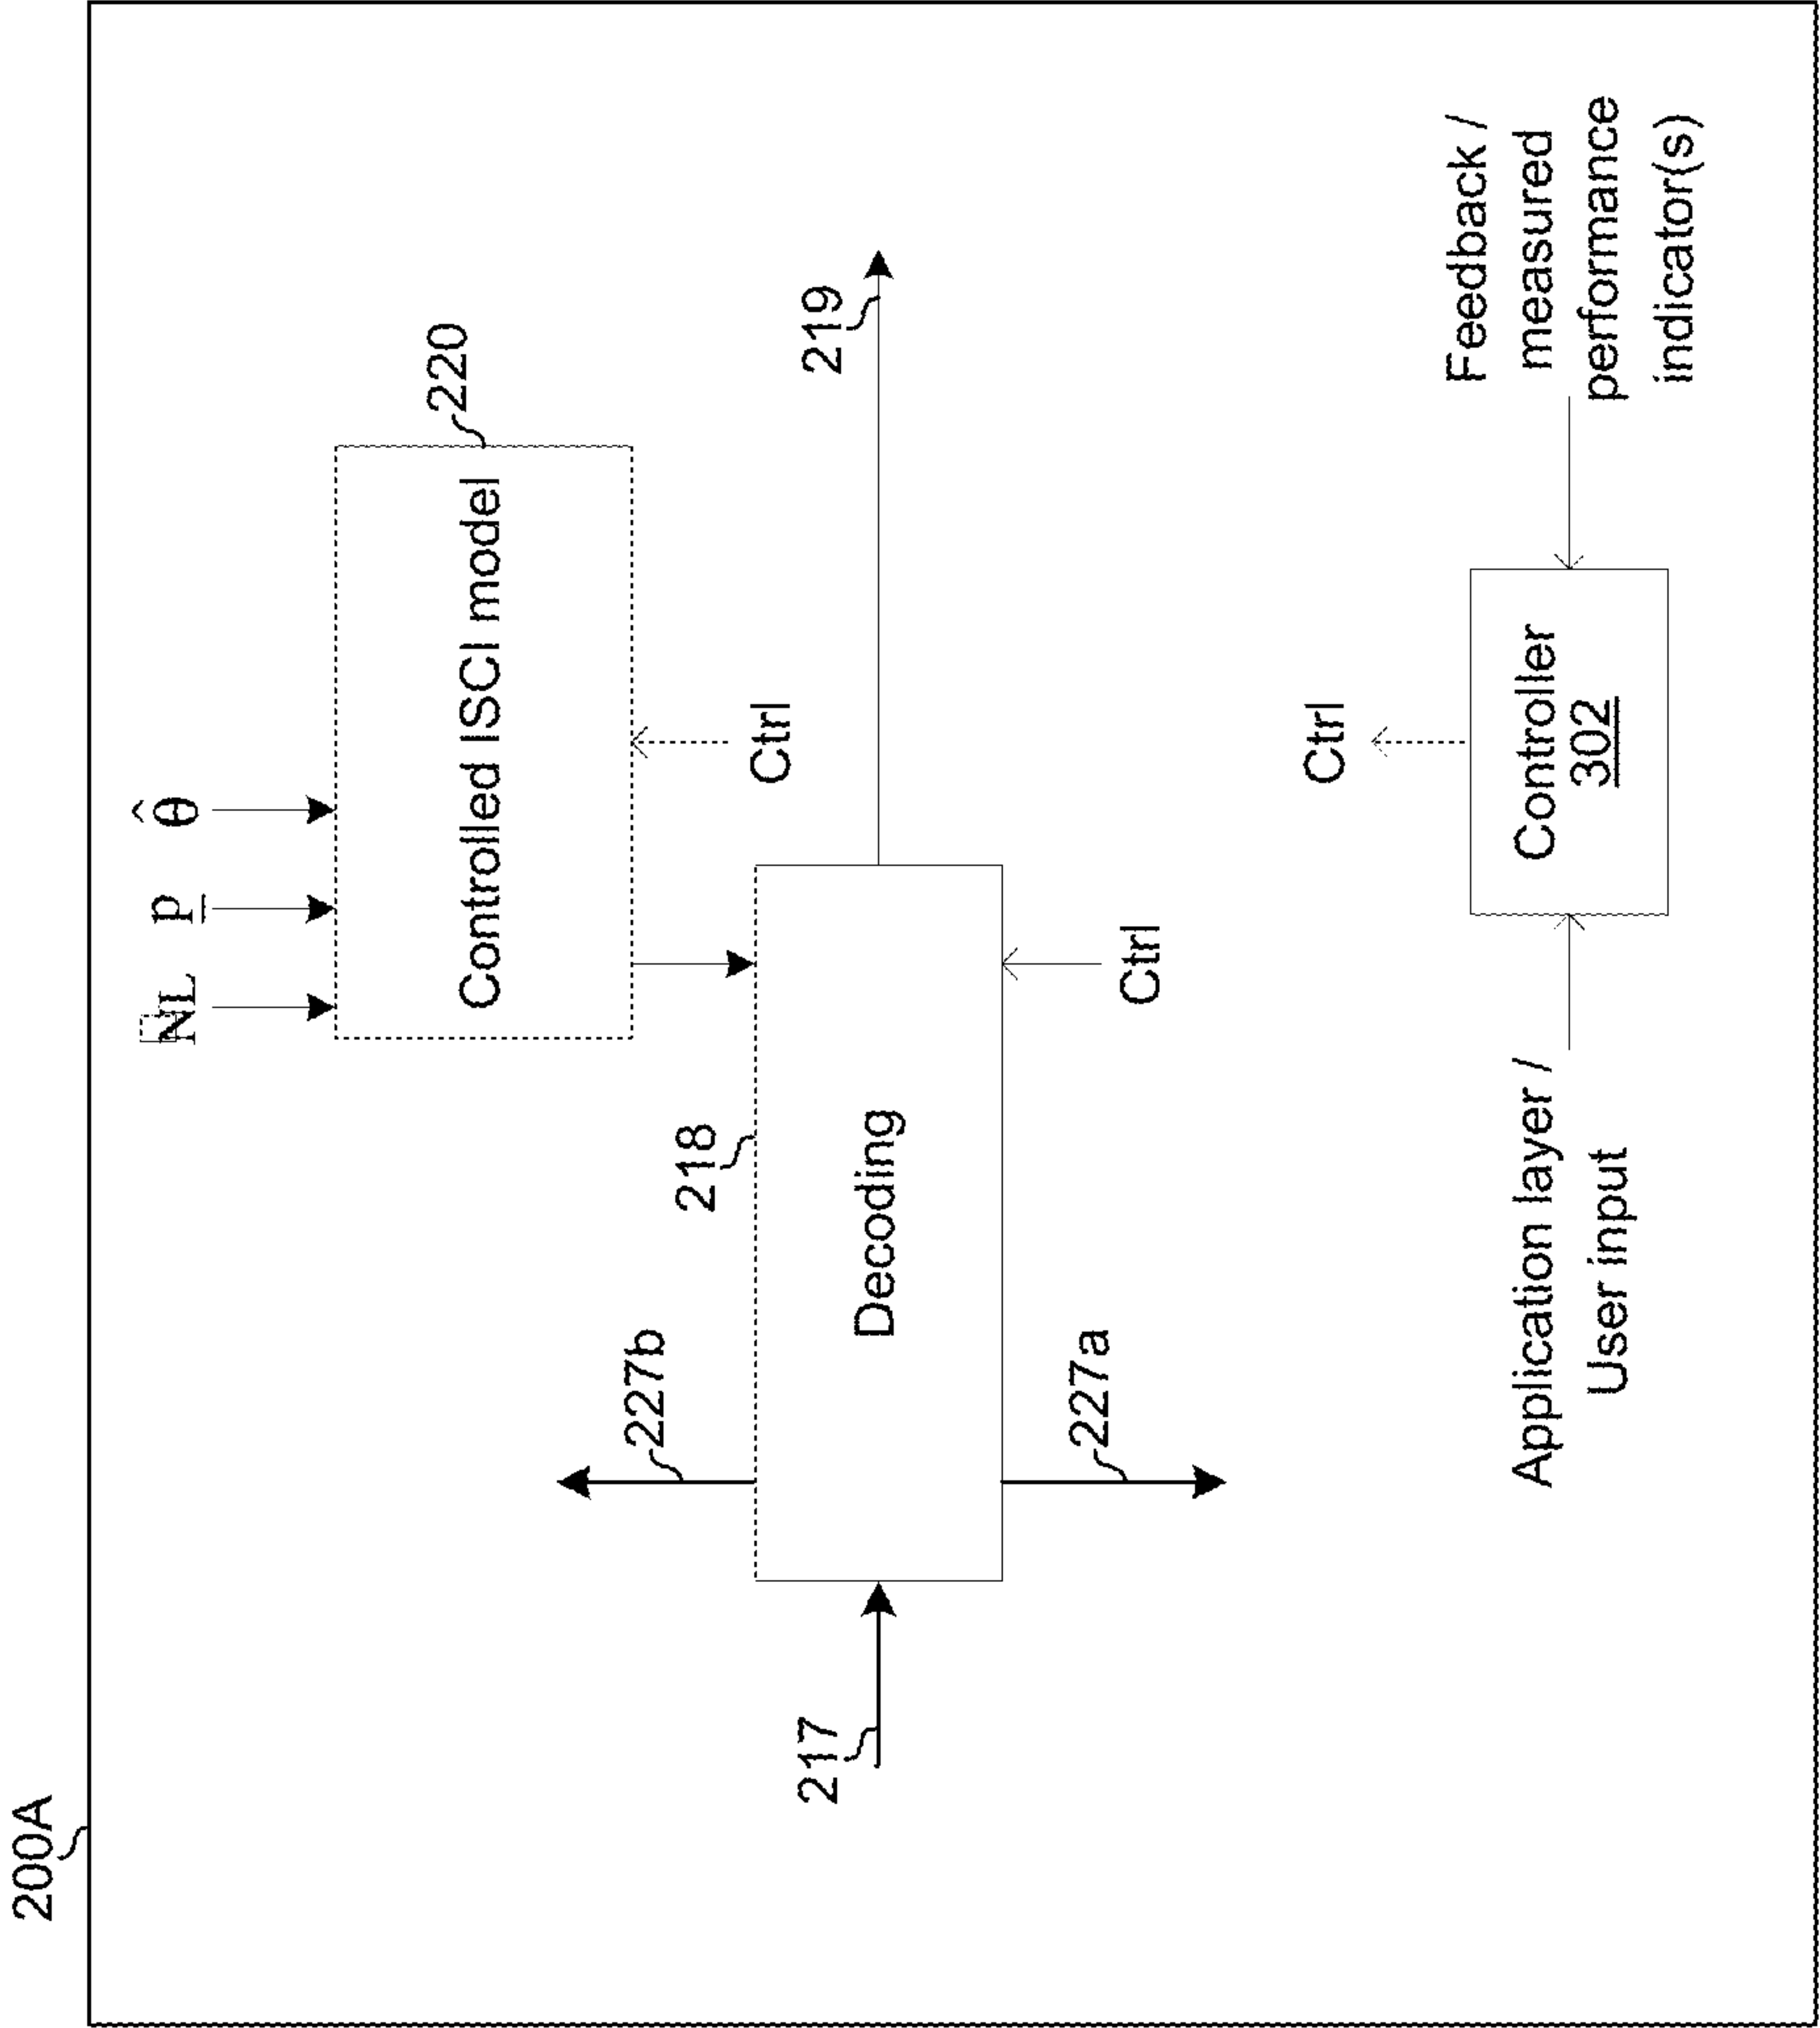 200A
NL p θ̂
220
Controlled ISCI model
Ctrl
227b
218
217
Decoding
219
227a
Ctrl
Ctrl
Application layer /
User input
Controller
302
Feedback /
measured
performance
indicator(s)